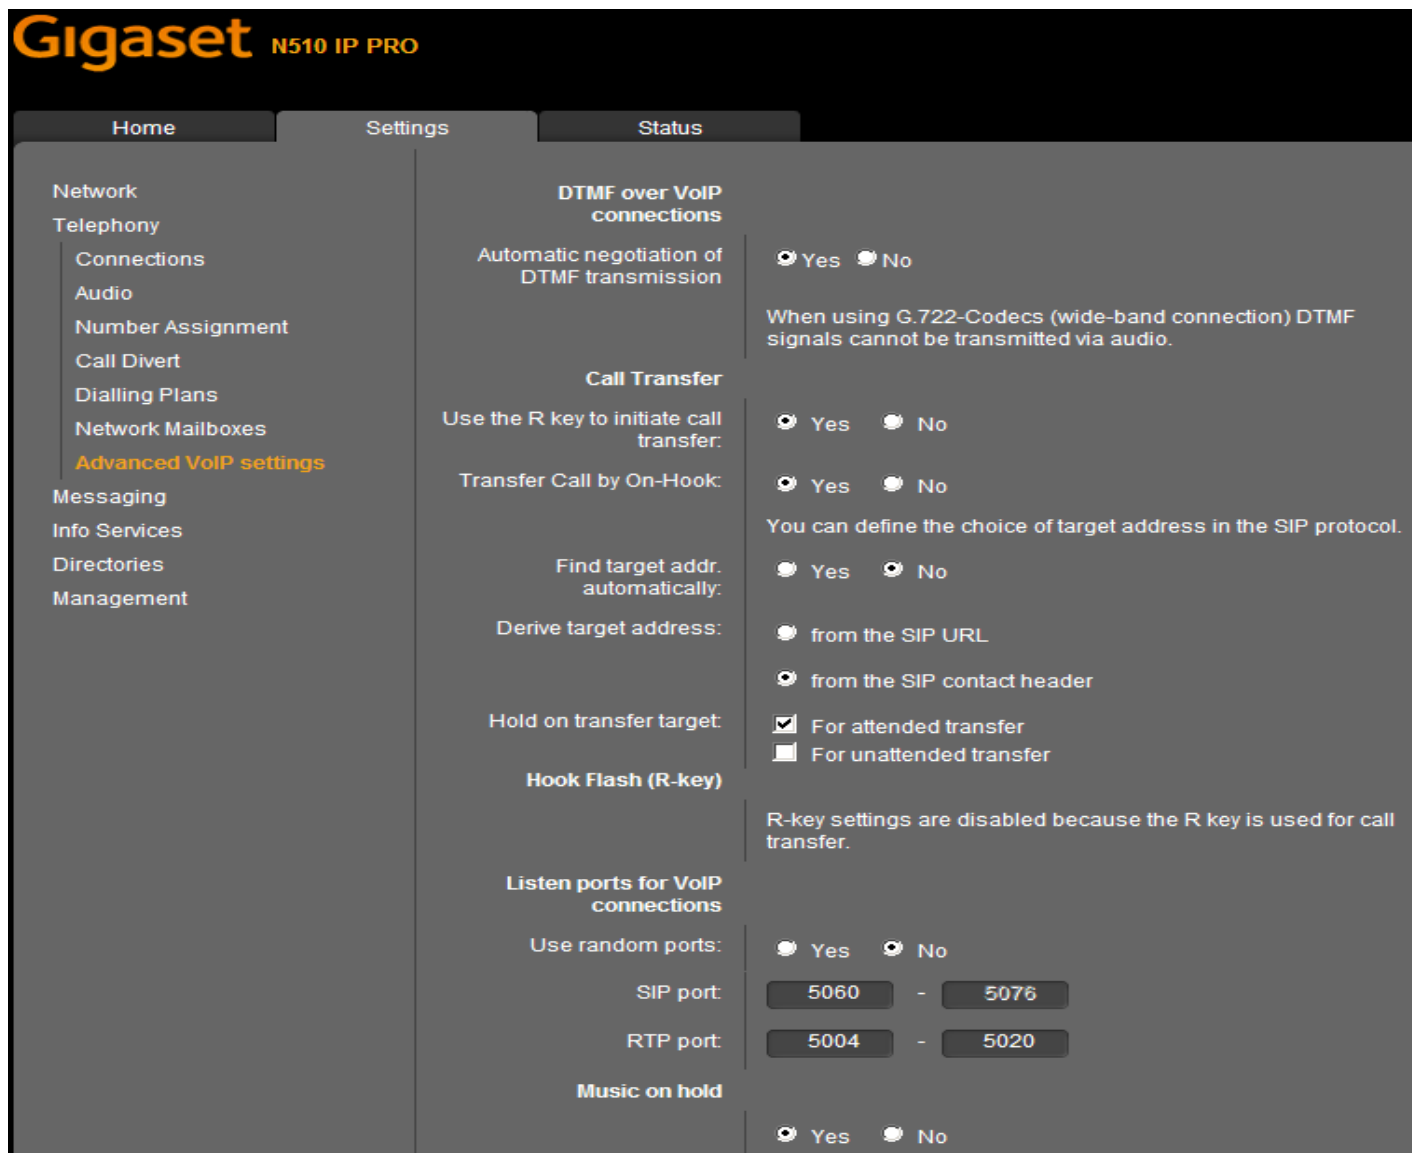 Gigaset N510 IP PRO
Home Settings Status
Network
Telephony
Connections
Audio
Number Assignment
Call Divert
Dialling Plans
Network Mailboxes
Advanced VoIP settings
Messaging
Info Services
Directories
Management
DTMF over VoIP
connections
Automatic negotiation of
DTMF transmission
Yes No
When using G.722-Codecs (wide-band connection) DTMF
signals cannot be transmitted via audio.
Call Transfer
Use the R key to initiate call
transfer:
Yes No
Transfer Call by On-Hook:
Yes No
You can define the choice of target address in the SIP protocol.
Find target addr.
automatically:
Yes No
Derive target address:
from the SIP URL
from the SIP contact header
Hold on transfer target:
For attended transfer
For unattended transfer
Hook Flash (R-key)
R-key settings are disabled because the R key is used for call
transfer.
Listen ports for VoIP
connections
Use random ports:
Yes No
SIP port:
5060 - 5076
RTP port:
5004 - 5020
Music on hold
Yes No